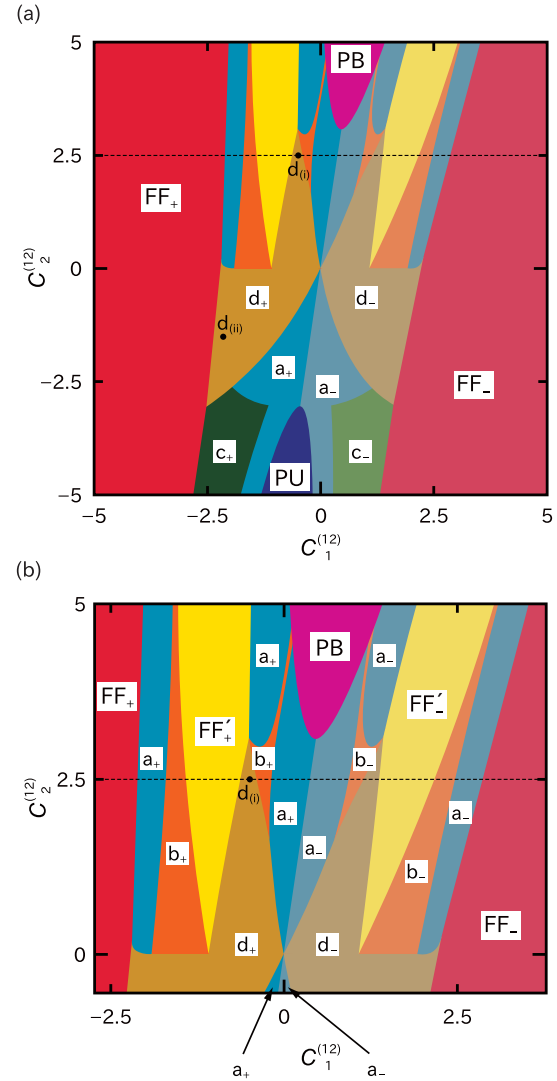 (a)
5
PB
2.5
d(i)
FF₊
C₂⁽¹²⁾
0
d₊
d₋
d(ii)
a₊
a₋
−2.5
FF₋
c₊
c₋
PU
−5
−5
−2.5
0
2.5
5
C₁⁽¹²⁾
(b)
5
a₊
PB
a₋
FF₊
FF′₊
FF′₋
a₊
b₊
b₋
2.5
d(i)
C₂⁽¹²⁾
a₊
a₋
a₋
b₊
b₋
FF₋
d₊
d₋
0
−2.5
0
2.5
C₁⁽¹²⁾
a₊
a₋